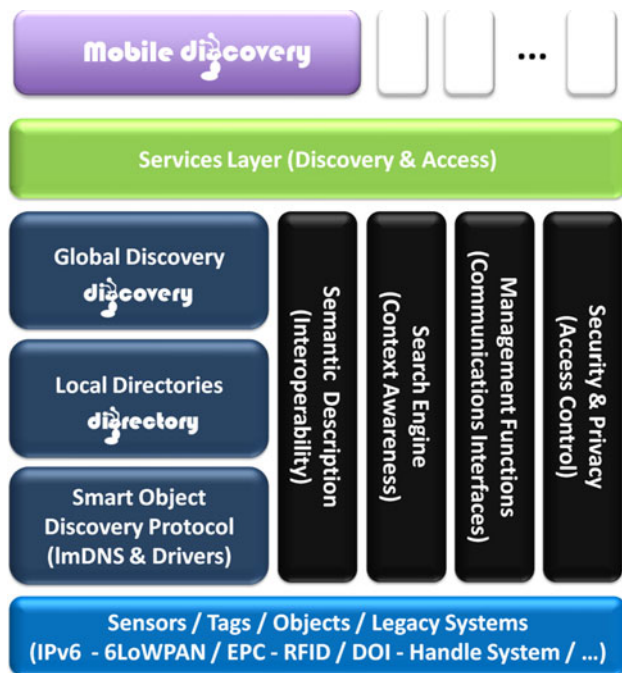 Mobile discovery
...
Services Layer (Discovery & Access)
Global Discovery
discovery
Local Directories
digrectory
Smart Object
Discovery Protocol
(lmDNS & Drivers)
Semantic Description
(Interoperability)
Search Engine
(Context Awareness)
Management Functions
(Communications Interfaces)
Security & Privacy
(Access Control)
Sensors / Tags / Objects / Legacy Systems
(IPv6 - 6LoWPAN / EPC - RFID / DOI - Handle System / ...)